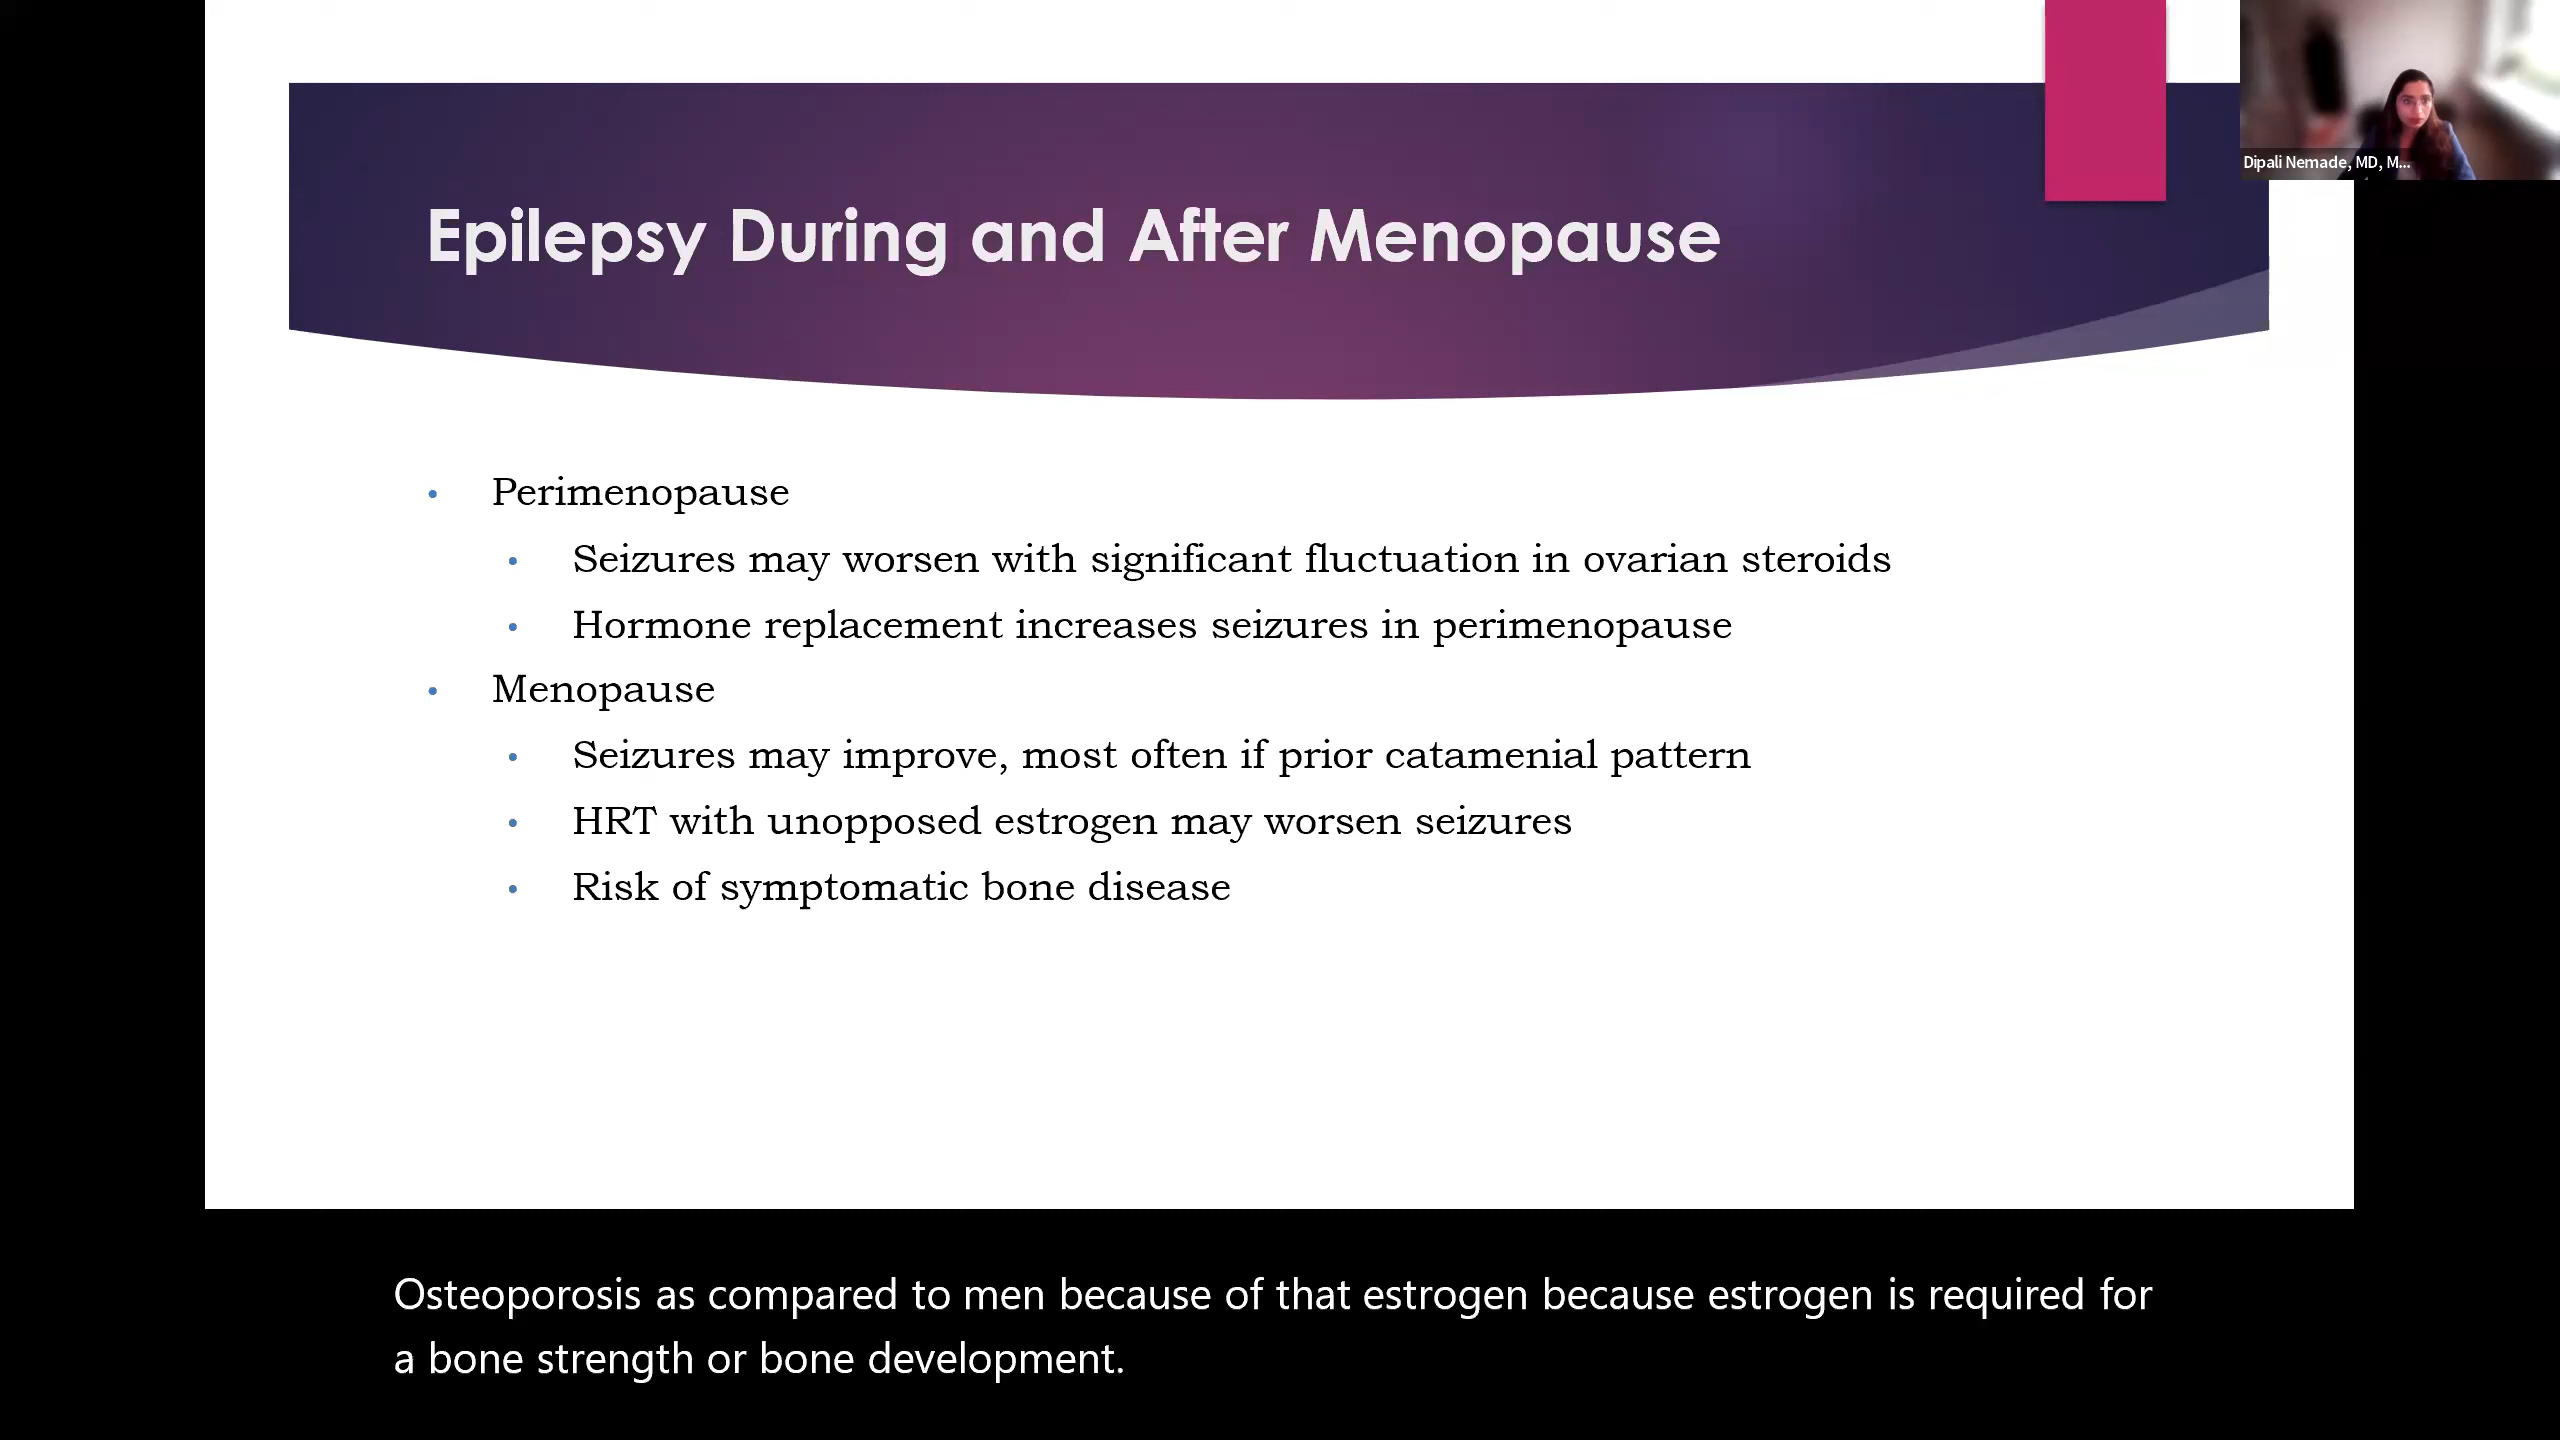 Epilepsy During and After Menopause
Dipali Nemade, MD, M...
• Perimenopause
• Seizures may worsen with significant fluctuation in ovarian steroids
• Hormone replacement increases seizures in perimenopause
• Menopause
• Seizures may improve, most often if prior catamenial pattern
• HRT with unopposed estrogen may worsen seizures
• Risk of symptomatic bone disease
Osteoporosis as compared to men because of that estrogen because estrogen is required for
a bone strength or bone development.